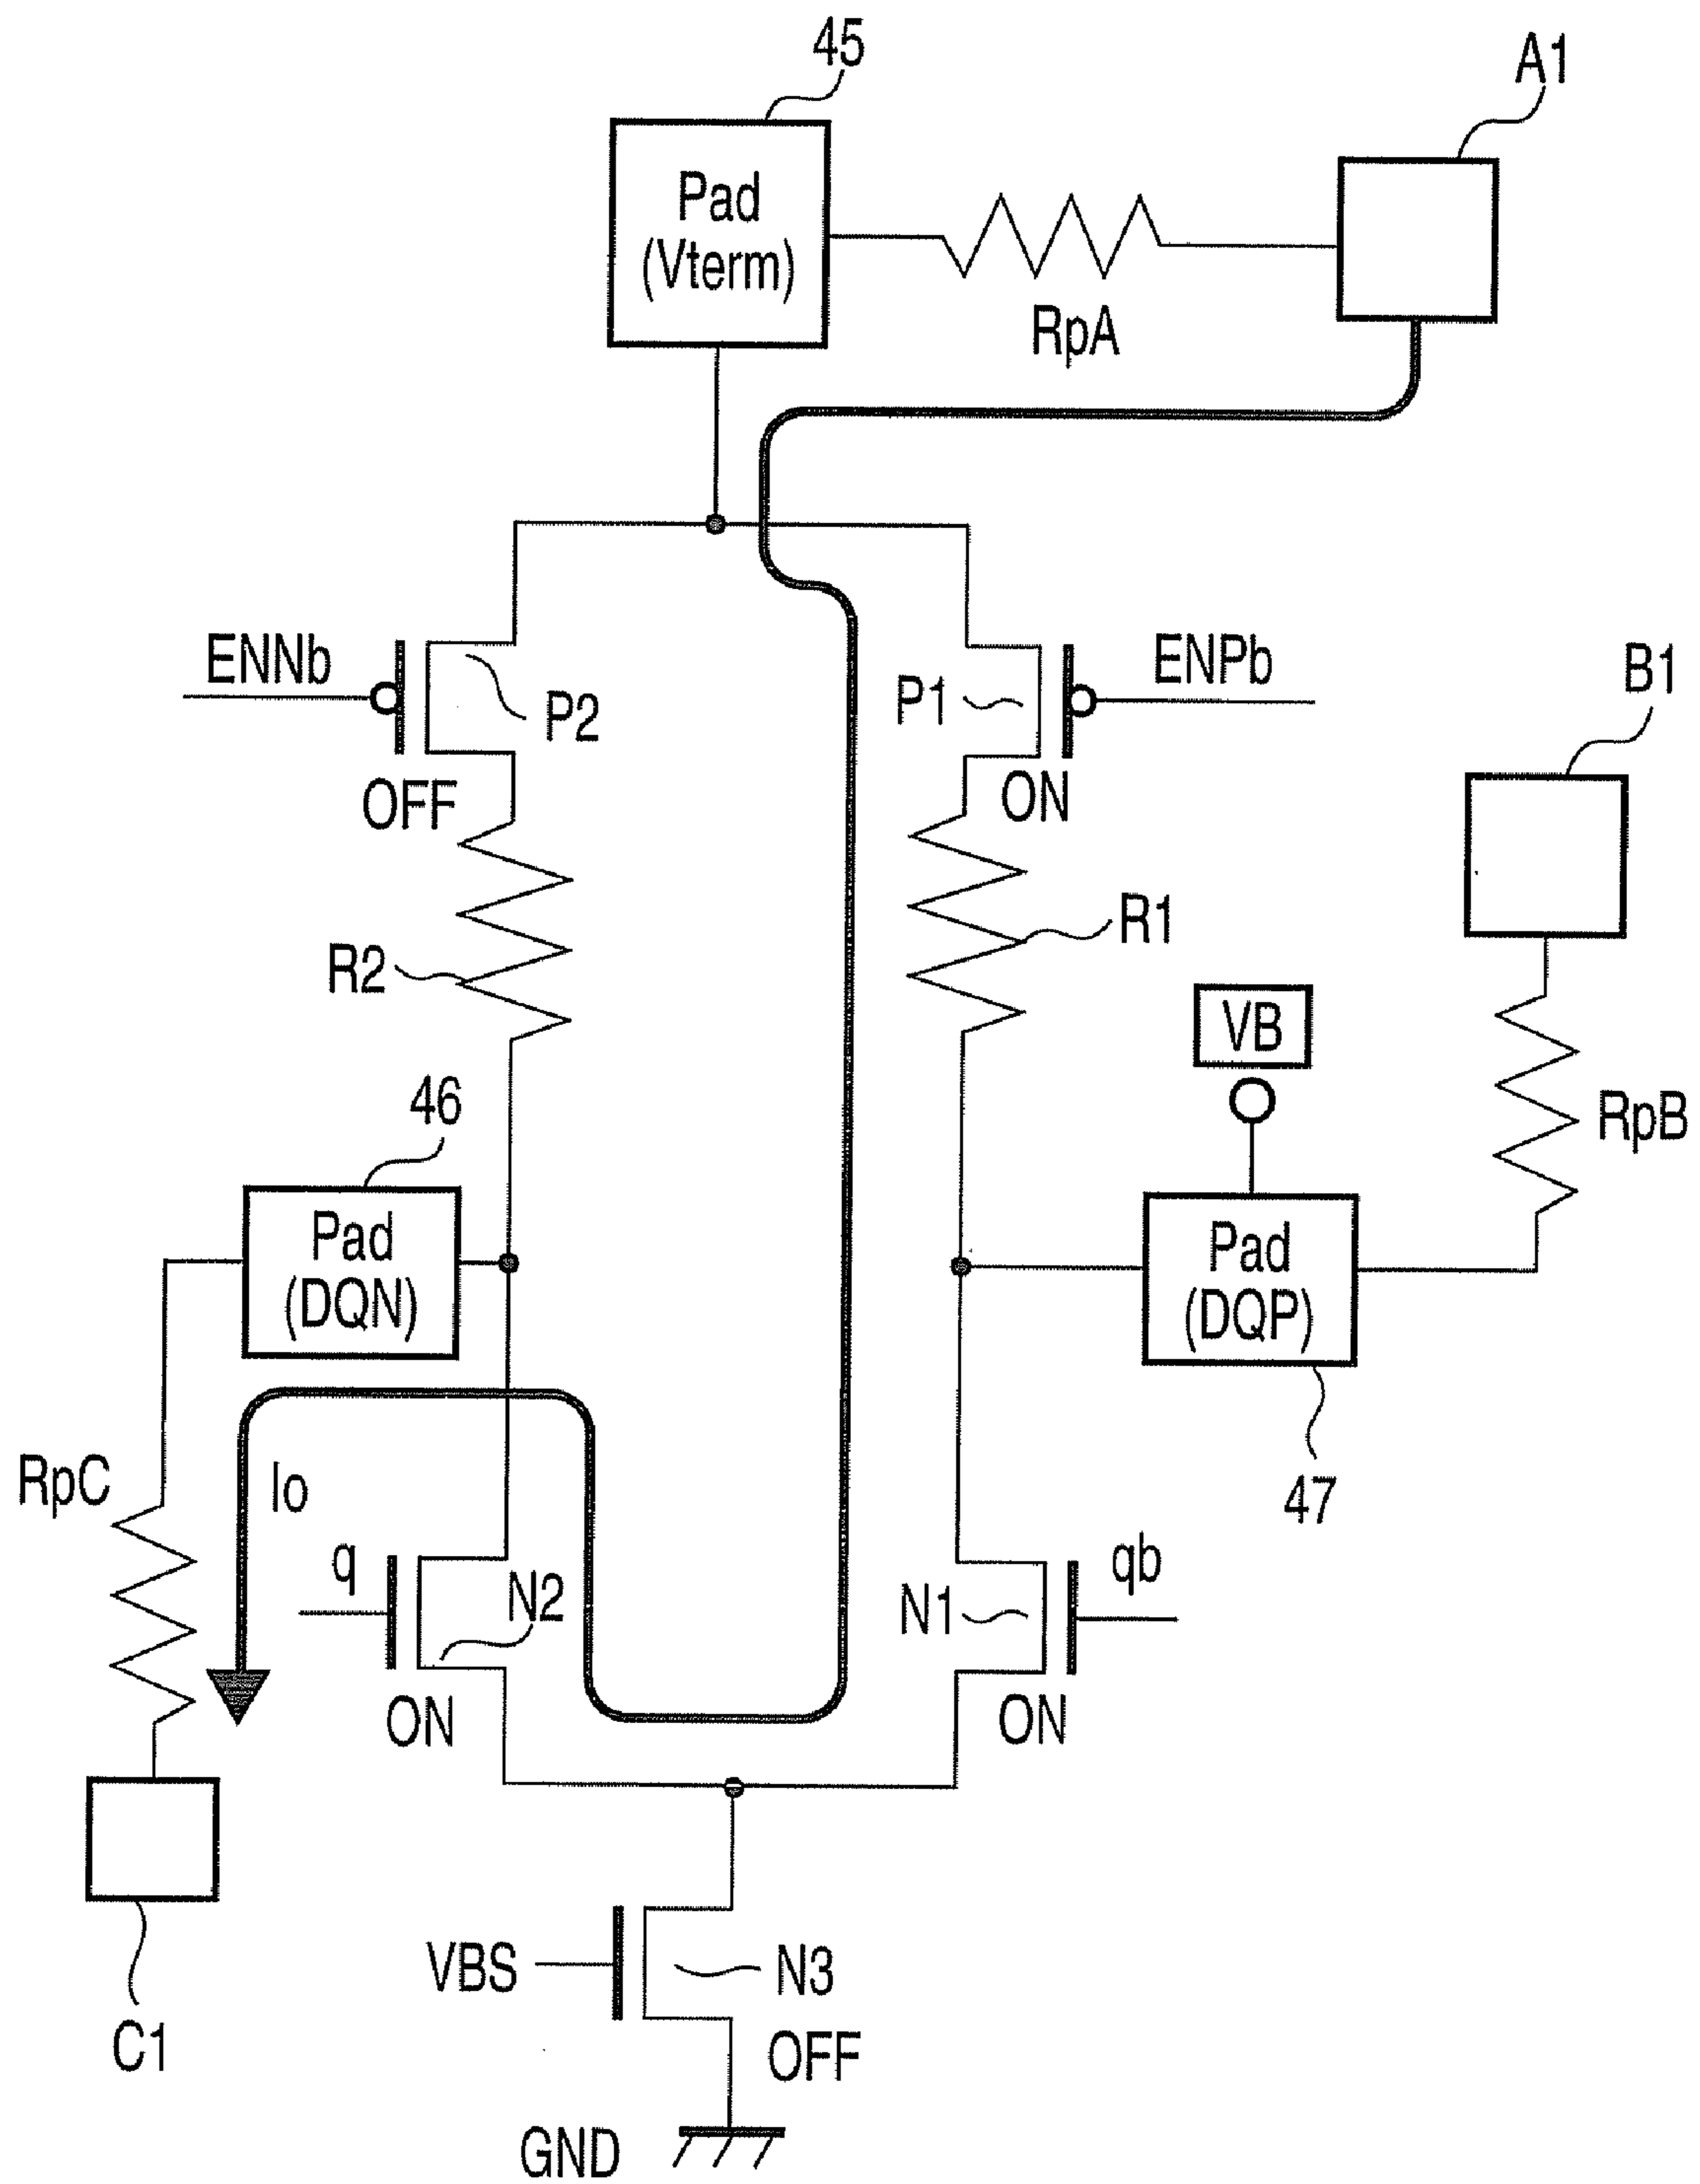 45
A1
Pad
(Vterm)
RpA
ENNb
P2
OFF
P1
ENPb
ON
B1
R2
R1
VB
RpB
46
Pad
(DQN)
Pad
(DQP)
47
RpC
Io
q
N2
ON
N1
qb
ON
VBS
N3
OFF
C1
GND